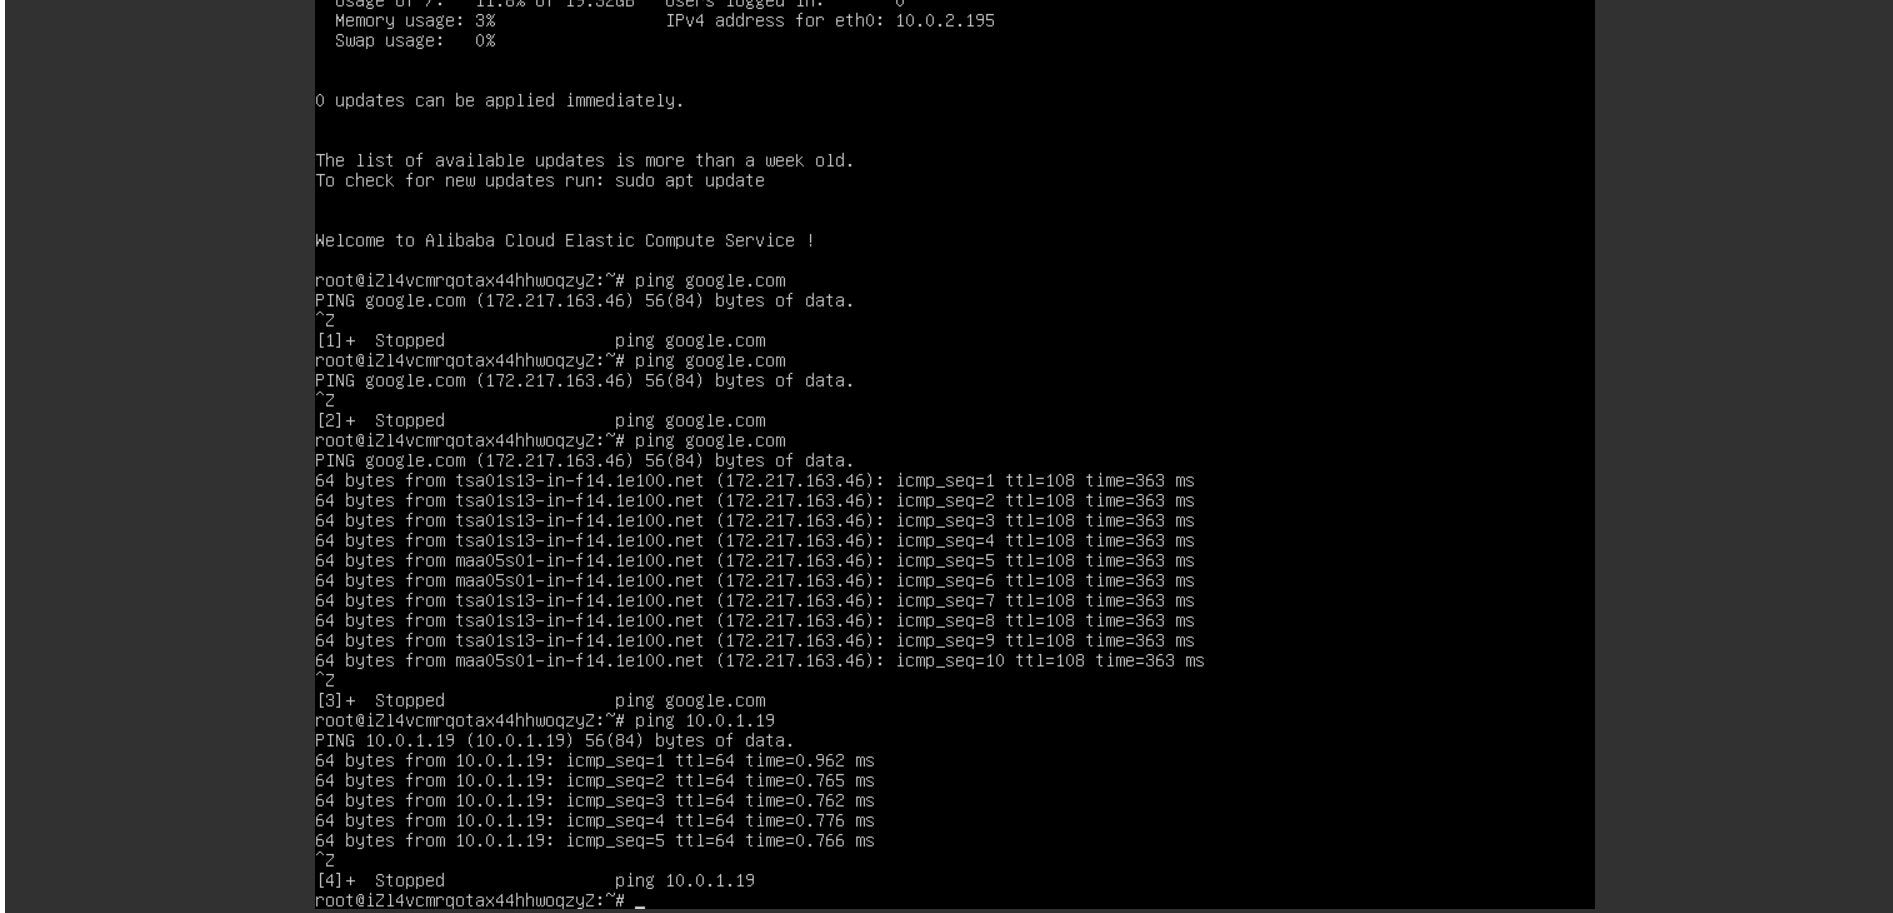 Usage of /: 11.8% of 19.32GB Users logged in: 0
Memory usage: 3% IPv4 address for eth0: 10.0.2.195
Swap usage: 0%
0 updates can be applied immediately.
The list of available updates is more than a week old.
To check for new updates run: sudo apt update
Welcome to Alibaba Cloud Elastic Compute Service !
root@iZl4vcmrqotax44hhwoqzyZ:~# ping google.com
PING google.com (172.217.163.46) 56(84) bytes of data.
^Z
[1]+ Stopped ping google.com
root@iZl4vcmrqotax44hhwoqzyZ:~# ping google.com
PING google.com (172.217.163.46) 56(84) bytes of data.
^Z
[2]+ Stopped ping google.com
root@iZl4vcmrqotax44hhwoqzyZ:~# ping google.com
PING google.com (172.217.163.46) 56(84) bytes of data.
64 bytes from tsa01s13-in-f14.1e100.net (172.217.163.46): icmp_seq=1 ttl=108 time=363 ms
64 bytes from tsa01s13-in-f14.1e100.net (172.217.163.46): icmp_seq=2 ttl=108 time=363 ms
64 bytes from tsa01s13-in-f14.1e100.net (172.217.163.46): icmp_seq=3 ttl=108 time=363 ms
64 bytes from tsa01s13-in-f14.1e100.net (172.217.163.46): icmp_seq=4 ttl=108 time=363 ms
64 bytes from maa05s01-in-f14.1e100.net (172.217.163.46): icmp_seq=5 ttl=108 time=363 ms
64 bytes from maa05s01-in-f14.1e100.net (172.217.163.46): icmp_seq=6 ttl=108 time=363 ms
64 bytes from tsa01s13-in-f14.1e100.net (172.217.163.46): icmp_seq=7 ttl=108 time=363 ms
64 bytes from tsa01s13-in-f14.1e100.net (172.217.163.46): icmp_seq=8 ttl=108 time=363 ms
64 bytes from tsa01s13-in-f14.1e100.net (172.217.163.46): icmp_seq=9 ttl=108 time=363 ms
64 bytes from maa05s01-in-f14.1e100.net (172.217.163.46): icmp_seq=10 ttl=108 time=363 ms
^Z
[3]+ Stopped ping google.com
root@iZl4vcmrqotax44hhwoqzyZ:~# ping 10.0.1.19
PING 10.0.1.19 (10.0.1.19) 56(84) bytes of data.
64 bytes from 10.0.1.19: icmp_seq=1 ttl=64 time=0.962 ms
64 bytes from 10.0.1.19: icmp_seq=2 ttl=64 time=0.765 ms
64 bytes from 10.0.1.19: icmp_seq=3 ttl=64 time=0.762 ms
64 bytes from 10.0.1.19: icmp_seq=4 ttl=64 time=0.776 ms
64 bytes from 10.0.1.19: icmp_seq=5 ttl=64 time=0.766 ms
^Z
[4]+ Stopped ping 10.0.1.19
root@iZl4vcmrqotax44hhwoqzyZ:~# _